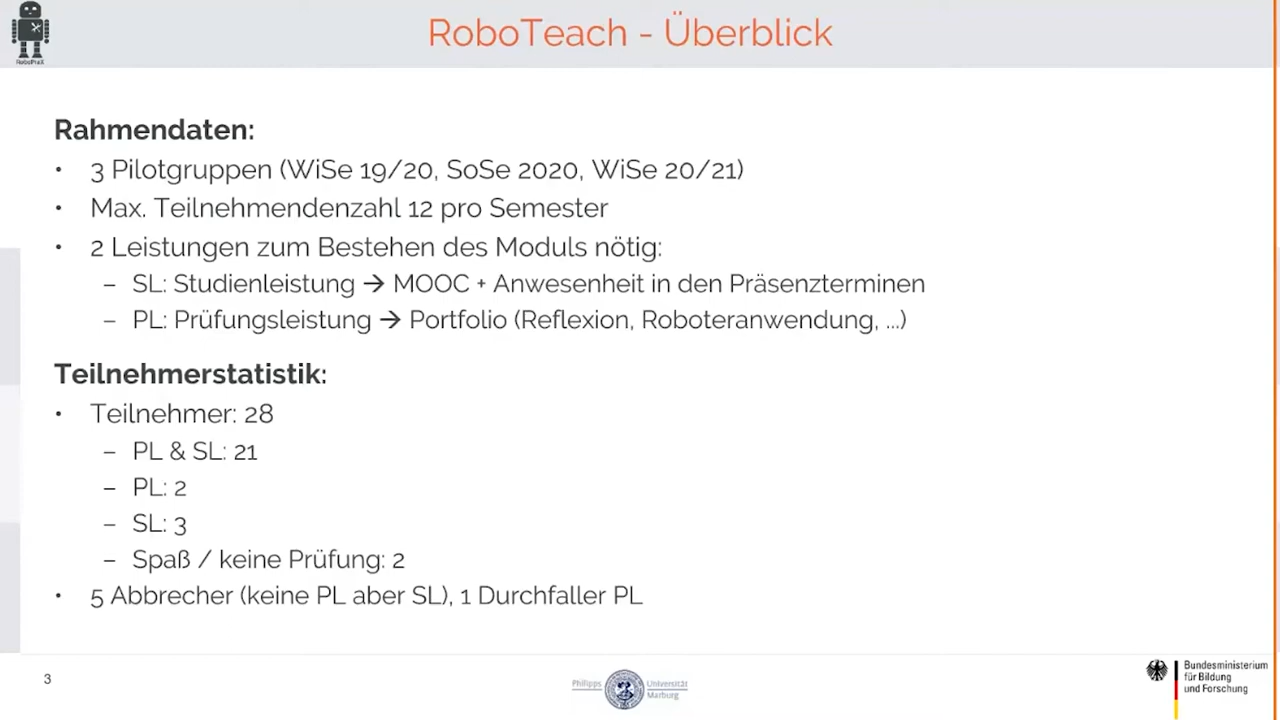 RoboPraX
RoboTeach - Überblick
Rahmendaten:
• 3 Pilotgruppen (WiSe 19/20, SoSe 2020, WiSe 20/21)
• Max. Teilnehmendenzahl 12 pro Semester
• 2 Leistungen zum Bestehen des Moduls nötig:
– SL: Studienleistung → MOOC + Anwesenheit in den Präsenzterminen
– PL: Prüfungsleistung → Portfolio (Reflexion, Roboteranwendung, ...)
Teilnehmerstatistik:
• Teilnehmer: 28
– PL & SL: 21
– PL: 2
– SL: 3
– Spaß / keine Prüfung: 2
• 5 Abbrecher (keine PL aber SL), 1 Durchfaller PL
3
Philipps Universität
Marburg
Bundesministerium
für Bildung
und Forschung